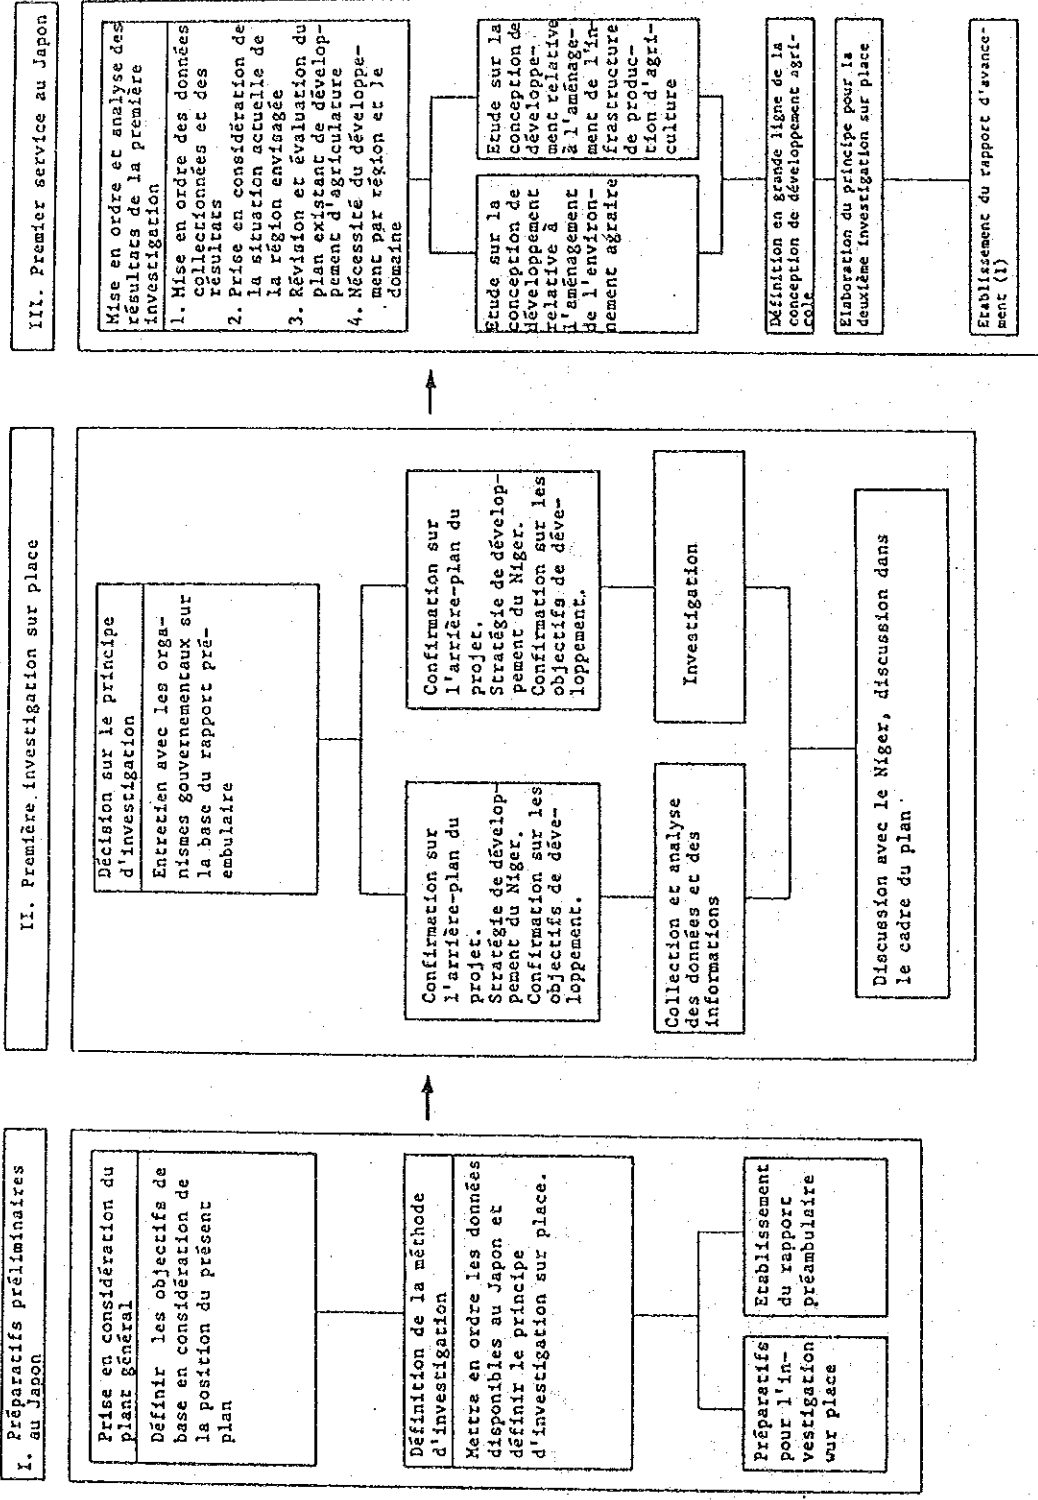 I. Préparatifs préliminaires
au Japon
Prise en considération du
plant général
Définir les objectifs de
base en considération de
la position du présent
plan
Définition de la méthode
d'investigation
Mettre en ordre les données
disponibles au Japon et
définir le principe
d'investigation sur place.
Préparatifs
pour l'in-
vestigation
wur place
Etablissement
du rapport
préambulaire
II. Première investigation sur place
Décision sur le principe
d'investigation
Entretien avec les orga-
nismes gouvernementaux sur
la base du rapport pré-
embulaire
Confirmation sur
l'arrière-plan du
projet.
Stratégie de dévelop-
pement du Niger.
Confirmation sur les
objectifs de déve-
loppement.
Confirmation sur
l'arrière-plan du
projet.
Stratégie de dévelop-
pement du Niger.
Confirmation sur les
objectifs de déve-
loppement.
Collection et analyse
des données et des
informations
Investigation
Discussion avec le Niger, discussion dans
le cadre du plan
III. Premier service au Japon
Mise en ordre et analyse des
résultats de la première
investigation
1. Mise en ordre des données
collectionnées et des
résultats
2. Prise en considération de
la situation actuelle de
la région envisagée
3. Révision et évaluation du
plan existant de dévelop-
pement d'agriculature
4. Nécessité du développe-
ment par région et le
domaine
Etude sur la
conception de
développement
relative à
l'aménagement
de l'environ-
nement agraire
Etude sur la
conception de
développe-
ment relative
à l'aménage-
ment de l'in-
frastructure
de produc-
tion d'agri-
culture
Définition en grande ligne de la
conception de développement agri-
cole
Elaboration du principe pour la
deuxième investigation sur place
Etablissement du rapport d'avance-
ment (1)